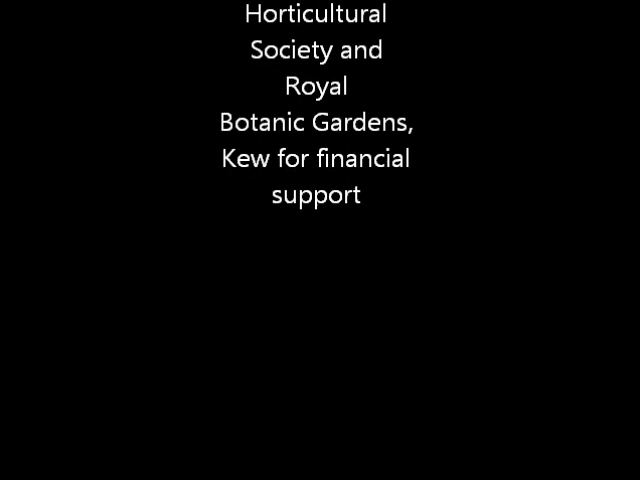 Horticultural
Society and
Royal
Botanic Gardens,
Kew for financial
support